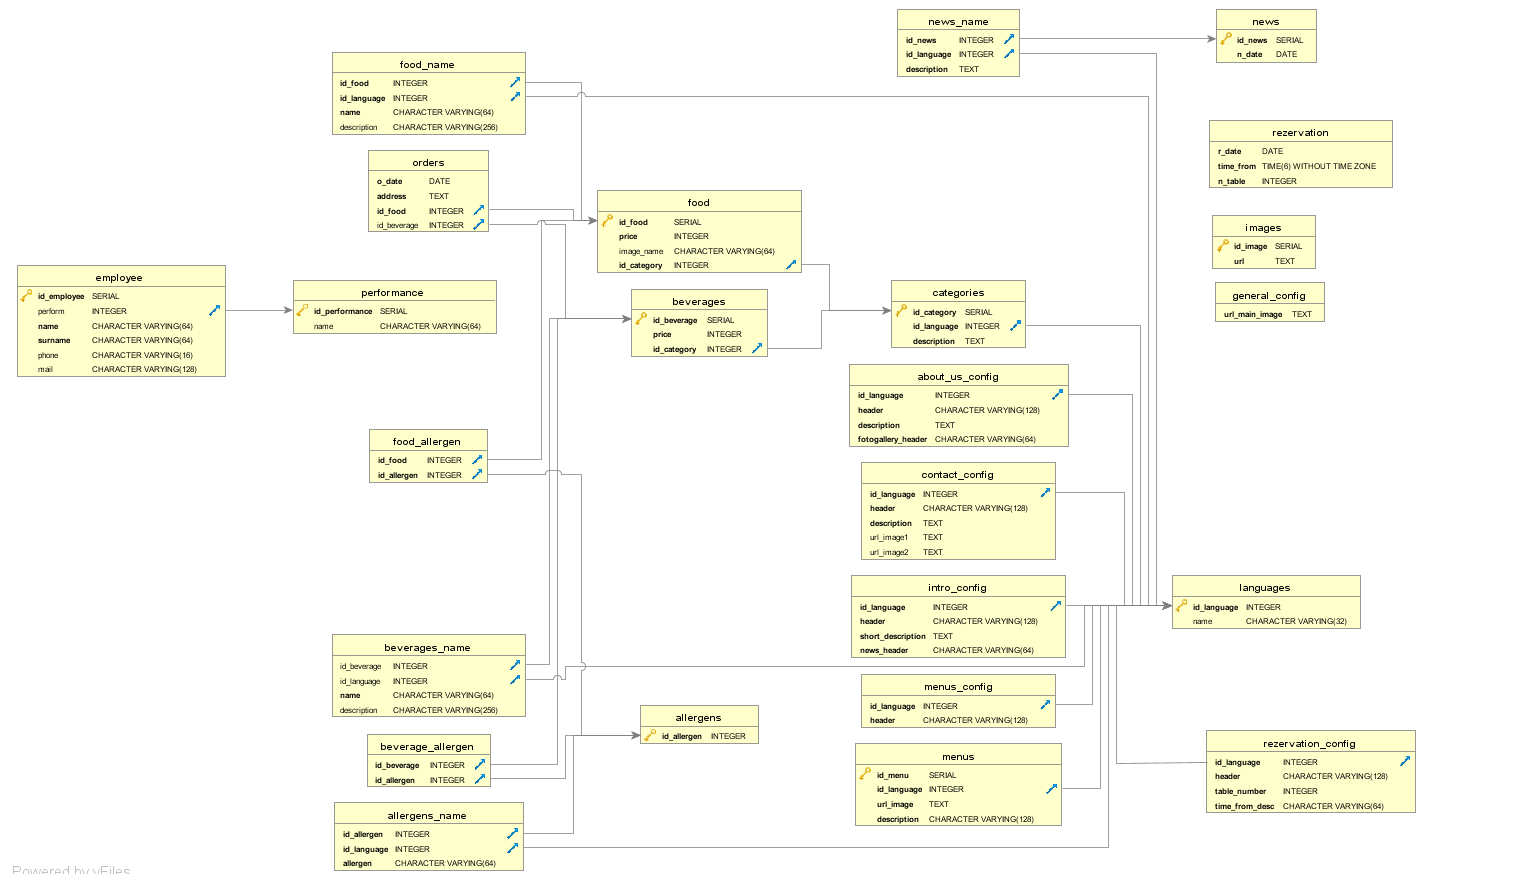 news_name
id_news INTEGER
id_language INTEGER
description TEXT
news
id_news SERIAL
n_date DATE
food_name
id_food INTEGER
id_language INTEGER
name CHARACTER VARYING(64)
description CHARACTER VARYING(256)
rezervation
r_date DATE
time_from TIME(6) WITHOUT TIME ZONE
n_table INTEGER
orders
o_date DATE
address TEXT
id_food INTEGER
id_beverage INTEGER
food
id_food SERIAL
price INTEGER
image_name CHARACTER VARYING(64)
id_category INTEGER
images
id_image SERIAL
url TEXT
employee
id_employee SERIAL
perform INTEGER
name CHARACTER VARYING(64)
surname CHARACTER VARYING(64)
phone CHARACTER VARYING(16)
mail CHARACTER VARYING(128)
performance
id_performance SERIAL
name CHARACTER VARYING(64)
beverages
id_beverage SERIAL
price INTEGER
id_category INTEGER
categories
id_category SERIAL
id_language INTEGER
description TEXT
general_config
url_main_image TEXT
about_us_config
id_language INTEGER
header CHARACTER VARYING(128)
description TEXT
fotogallery_header CHARACTER VARYING(64)
food_allergen
id_food INTEGER
id_allergen INTEGER
contact_config
id_language INTEGER
header CHARACTER VARYING(128)
description TEXT
url_image1 TEXT
url_image2 TEXT
intro_config
id_language INTEGER
header CHARACTER VARYING(128)
short_description TEXT
news_header CHARACTER VARYING(64)
languages
id_language INTEGER
name CHARACTER VARYING(32)
beverages_name
id_beverage INTEGER
id_language INTEGER
name CHARACTER VARYING(64)
description CHARACTER VARYING(256)
menus_config
id_language INTEGER
header CHARACTER VARYING(128)
allergens
id_allergen INTEGER
beverage_allergen
id_beverage INTEGER
id_allergen INTEGER
menus
id_menu SERIAL
id_language INTEGER
url_image TEXT
description CHARACTER VARYING(128)
rezervation_config
id_language INTEGER
header CHARACTER VARYING(128)
table_number INTEGER
time_from_desc CHARACTER VARYING(64)
allergens_name
id_allergen INTEGER
id_language INTEGER
allergen CHARACTER VARYING(64)
Powered by yFiles